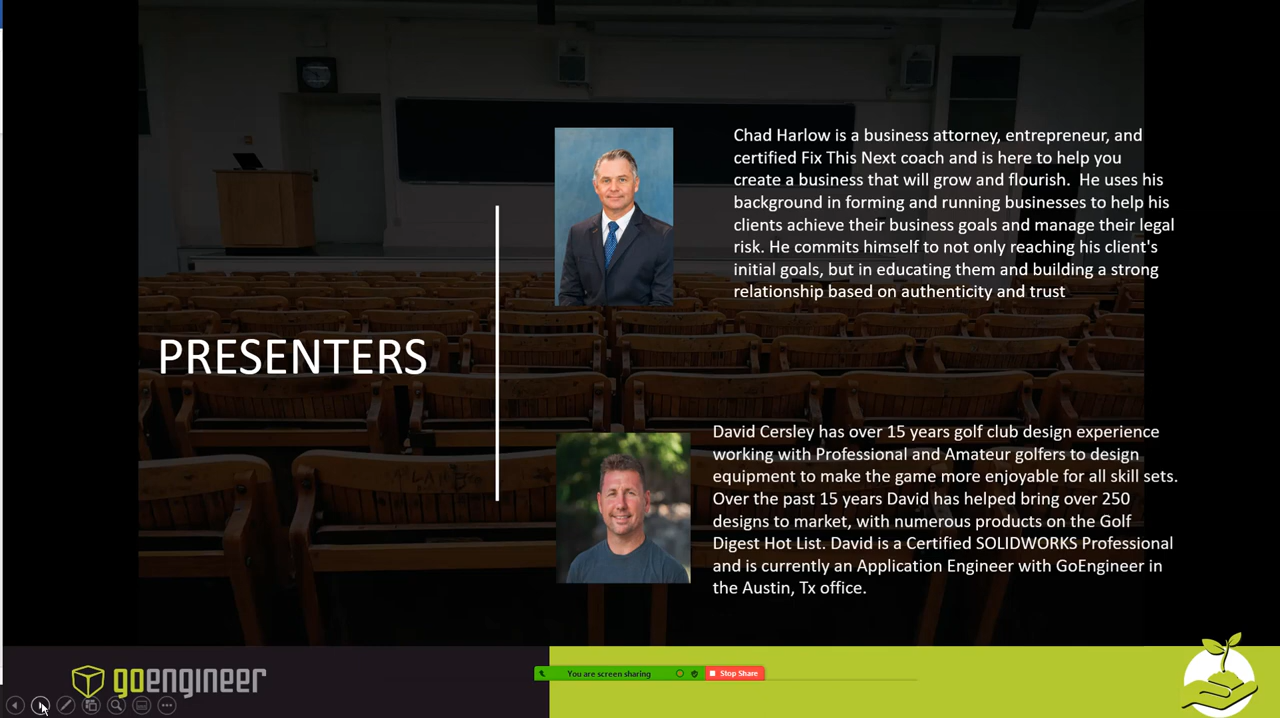 Chad Harlow is a business attorney, entrepreneur, and
certified Fix This Next coach and is here to help you
create a business that will grow and flourish.  He uses his
background in forming and running businesses to help his
clients achieve their business goals and manage their legal
risk. He commits himself to not only reaching his client's
initial goals, but in educating them and building a strong
relationship based on authenticity and trust
PRESENTERS
David Cersley has over 15 years golf club design experience
working with Professional and Amateur golfers to design
equipment to make the game more enjoyable for all skill sets.
Over the past 15 years David has helped bring over 250
designs to market, with numerous products on the Golf
Digest Hot List. David is a Certified SOLIDWORKS Professional
and is currently an Application Engineer with GoEngineer in
the Austin, Tx office.
goengineer
You are screen sharing
Stop Share